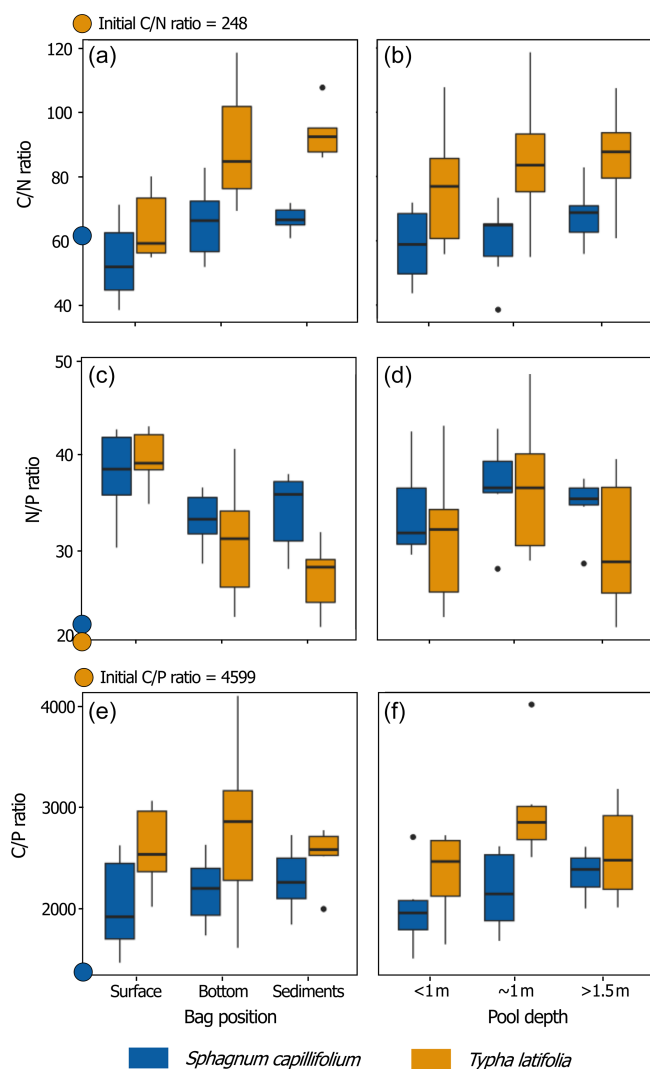 Initial C/N ratio = 248
(a)
(b)
C/N ratio
120
100
80
60
40
(c)
(d)
N/P ratio
50
40
30
20
Initial C/P ratio = 4599
(e)
(f)
C/P ratio
4000
3000
2000
Surface Bottom Sediments
<1 m ~1 m >1.5 m
Bag position
Pool depth
Sphagnum capillifolium
Typha latifolia